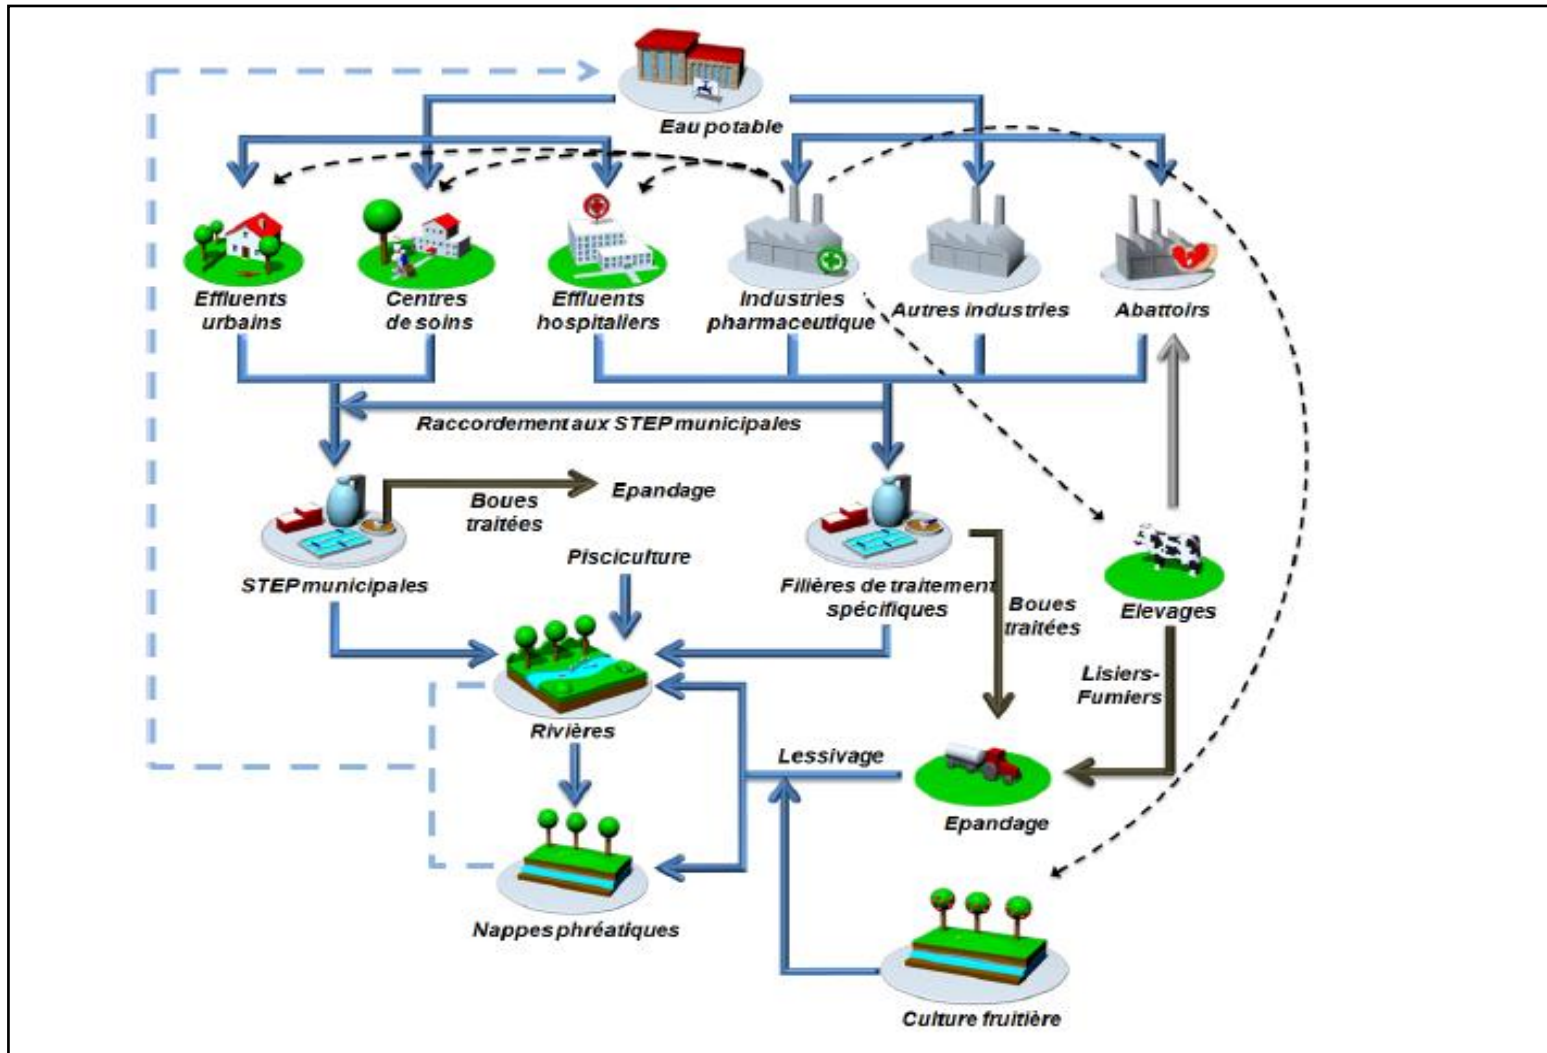 Eau potable
Effluents
urbains
Centres
de soins
Effluents
hospitaliers
Industries
pharmaceutique
Autres industries
Abattoirs
Raccordement aux STEP municipales
Boues
traitées
Epandage
Pisciculture
STEP municipales
Filières de traitement
spécifiques
Boues
traitées
Elevages
Lisiers-
Fumiers
Rivières
Lessivage
Epandage
Nappes phréatiques
Culture fruitière